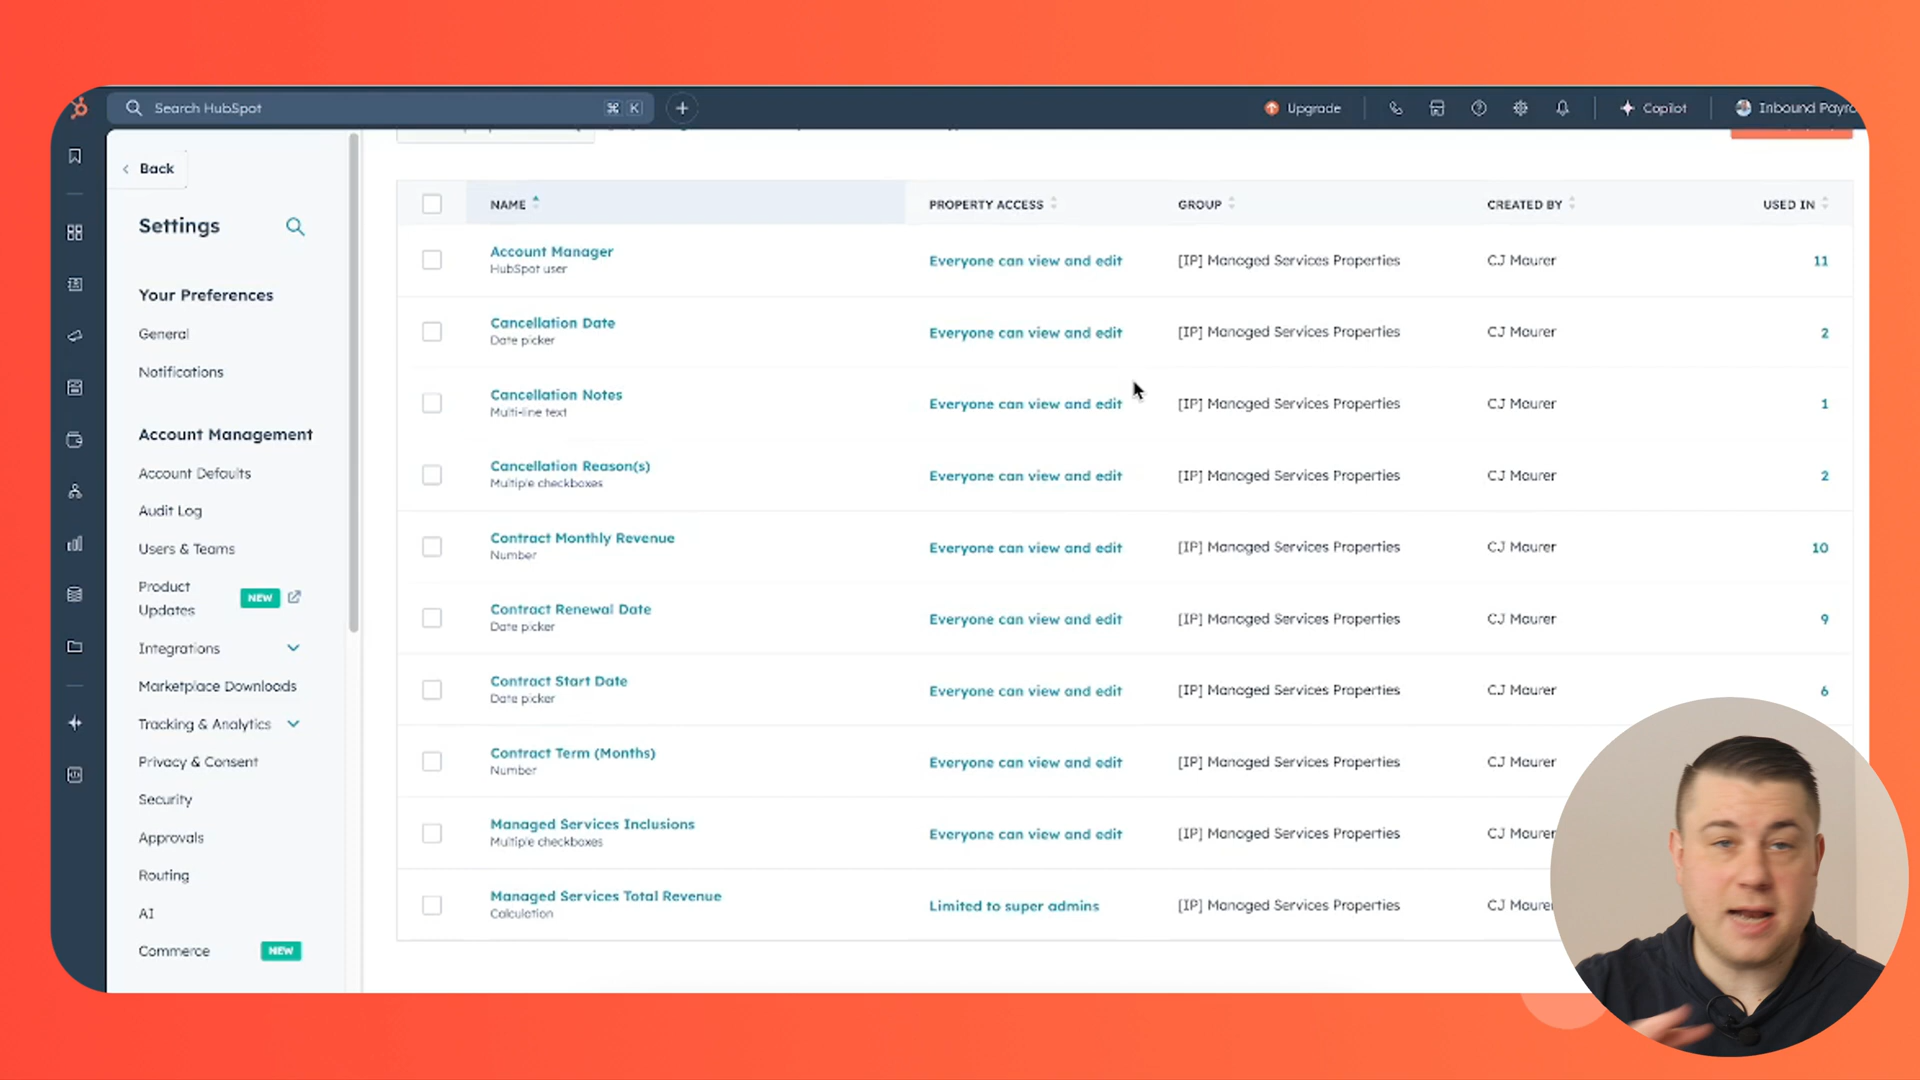 Search HubSpot
⌘ K
Upgrade
Copilot
Inbound Payro
Back
Settings
Your Preferences
General
Notifications
Account Management
Account Defaults
Audit Log
Users & Teams
Product Updates NEW
Integrations
Marketplace Downloads
Tracking & Analytics
Privacy & Consent
Security
Approvals
Routing
AI
Commerce NEW
NAME PROPERTY ACCESS GROUP CREATED BY USED IN
Account Manager
HubSpot user
Everyone can view and edit [IP] Managed Services Properties CJ Maurer 11
Cancellation Date
Date picker
Everyone can view and edit [IP] Managed Services Properties CJ Maurer 2
Cancellation Notes
Multi-line text
Everyone can view and edit [IP] Managed Services Properties CJ Maurer 1
Cancellation Reason(s)
Multiple checkboxes
Everyone can view and edit [IP] Managed Services Properties CJ Maurer 2
Contract Monthly Revenue
Number
Everyone can view and edit [IP] Managed Services Properties CJ Maurer 10
Contract Renewal Date
Date picker
Everyone can view and edit [IP] Managed Services Properties CJ Maurer 9
Contract Start Date
Date picker
Everyone can view and edit [IP] Managed Services Properties CJ Maurer 6
Contract Term (Months)
Number
Everyone can view and edit [IP] Managed Services Properties CJ Maurer
Managed Services Inclusions
Multiple checkboxes
Everyone can view and edit [IP] Managed Services Properties CJ Maurer
Managed Services Total Revenue
Calculation
Limited to super admins [IP] Managed Services Properties CJ Maurer